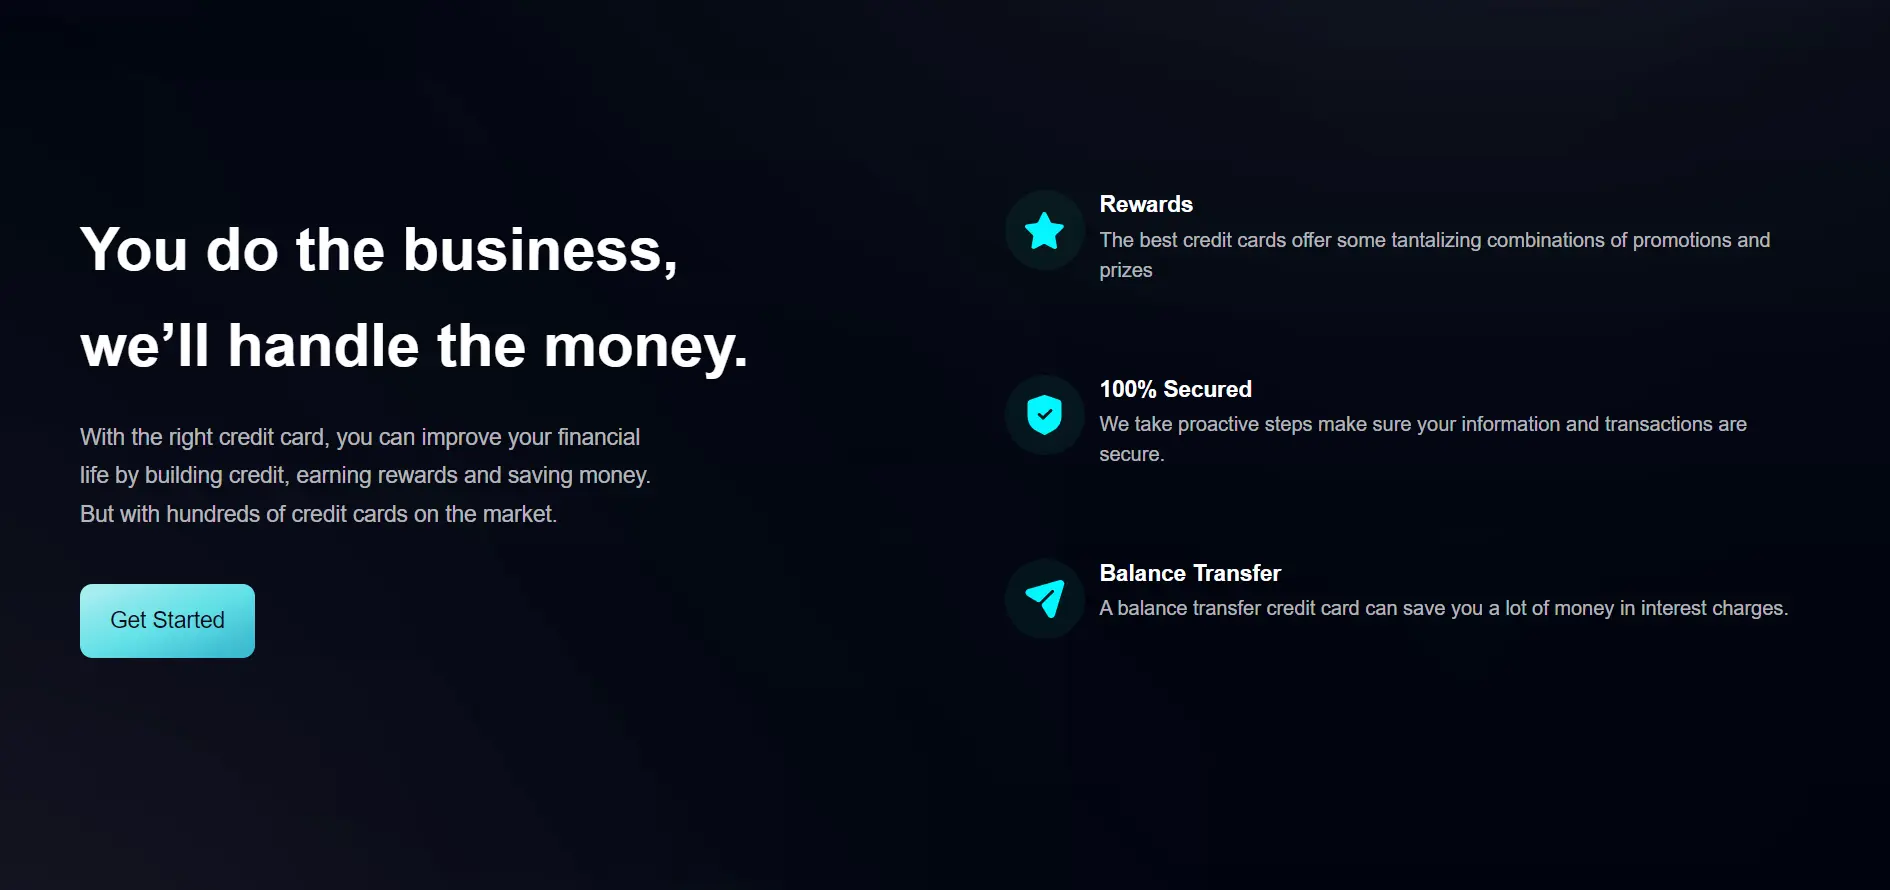 You do the business,
we’ll handle the money.
With the right credit card, you can improve your financial
life by building credit, earning rewards and saving money.
But with hundreds of credit cards on the market.
Get Started
Rewards
The best credit cards offer some tantalizing combinations of promotions and
prizes
100% Secured
We take proactive steps make sure your information and transactions are
secure.
Balance Transfer
A balance transfer credit card can save you a lot of money in interest charges.